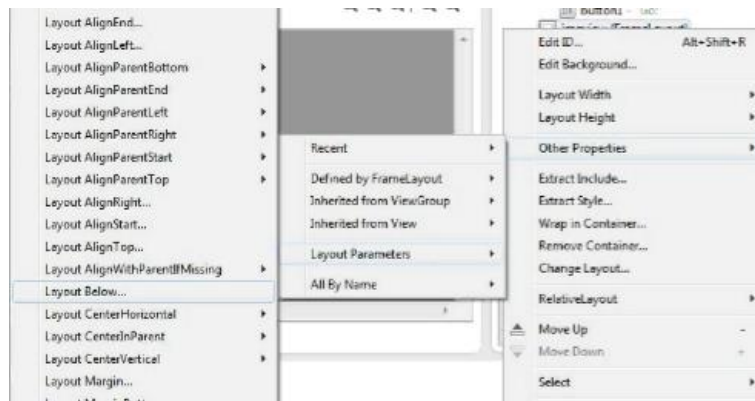 Layout AlignEnd...
Layout AlignLeft...
Layout AlignParentBottom
Layout AlignParentEnd
Layout AlignParentLeft
Layout AlignParentRight
Layout AlignParentStart
Layout AlignParentTop
Layout AlignRight...
Layout AlignStart...
Layout AlignTop...
Layout AlignWithParentIfMissing
Layout Below...
Layout CenterHorizontal
Layout CenterInParent
Layout CenterVertical
Layout Margin...
Recent
Defined by FrameLayout
Inherited from ViewGroup
Inherited from View
Layout Parameters
All By Name
button1
Edit ID... Alt+Shift+R
Edit Background...
Layout Width
Layout Height
Other Properties
Extract Include...
Extract Style...
Wrap in Container...
Remove Container...
Change Layout...
RelativeLayout
Move Up -
Move Down +
Select